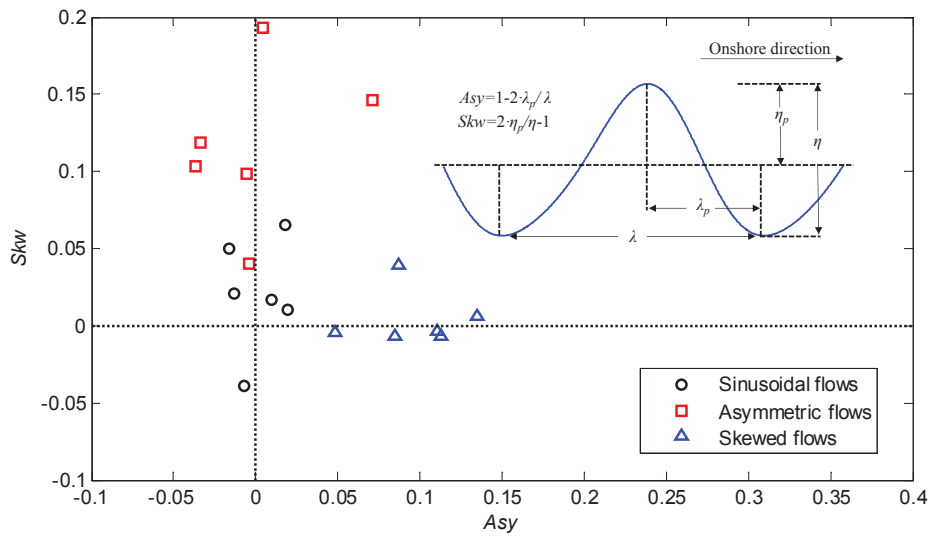 0.2
0.15
0.1
0.05
0
-0.05
-0.1
Skw
Onshore direction
Asy=1-2·λp/λ
Skw=2·ηp/η-1
ηp
η
λp
λ
Sinusoidal flows
Asymmetric flows
Skewed flows
-0.1 -0.05 0 0.05 0.1 0.15 0.2 0.25 0.3 0.35 0.4
Asy